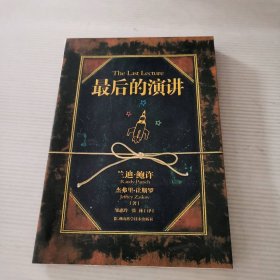 The Last Lecture
最后的演讲
兰迪·鲍许
Randy Pausch
杰弗里·扎斯罗
Jeffrey Zaslow
[著]